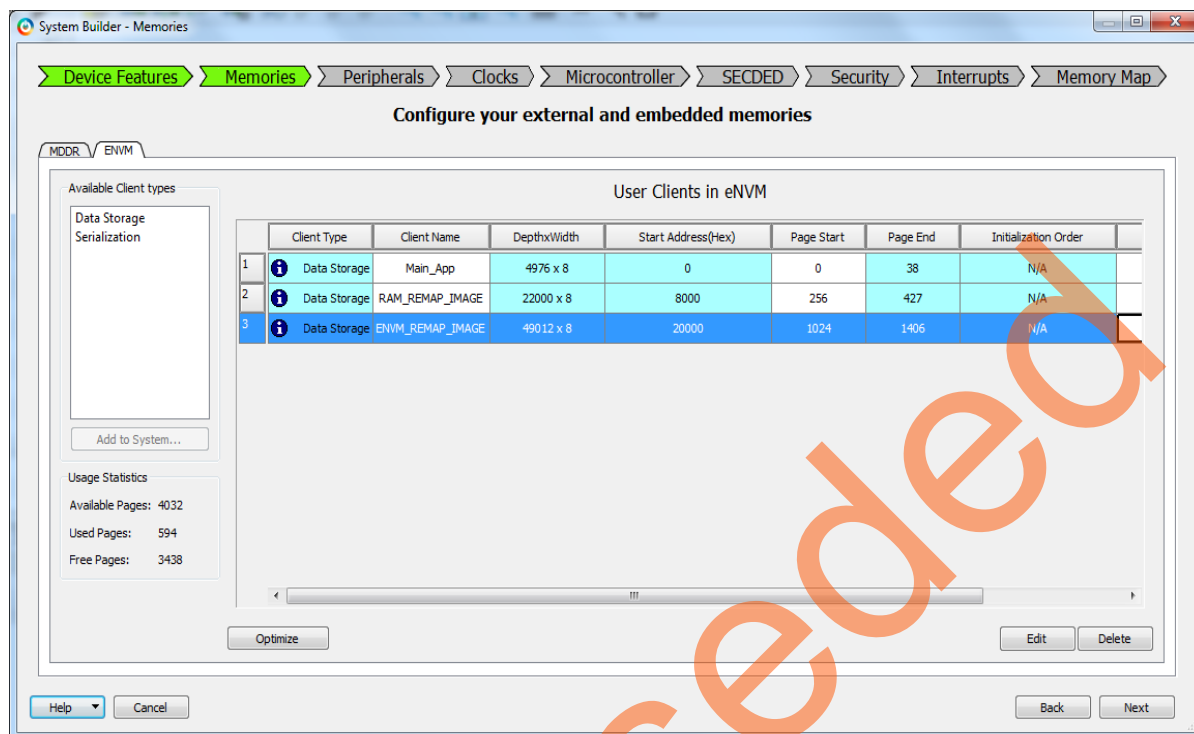 System Builder - Memories
Device Features Memories Peripherals Clocks Microcontroller SECDED Security Interrupts Memory Map
Configure your external and embedded memories
MDDR ENVM
Available Client types
User Clients in eNVM
Data Storage
Serialization
Client Type Client Name DepthxWidth Start Address(Hex) Page Start Page End Initialization Order
1 Data Storage Main_App 4976 x 8 0 0 38 N/A
2 Data Storage RAM_REMAP_IMAGE 22000 x 8 8000 256 427 N/A
3 Data Storage ENVM_REMAP_IMAGE 49012 x 8 20000 1024 1406 N/A
Add to System...
Usage Statistics
Available Pages: 4032
Used Pages: 594
Free Pages: 3438
Optimize Edit Delete
Help Cancel Back Next
ceded